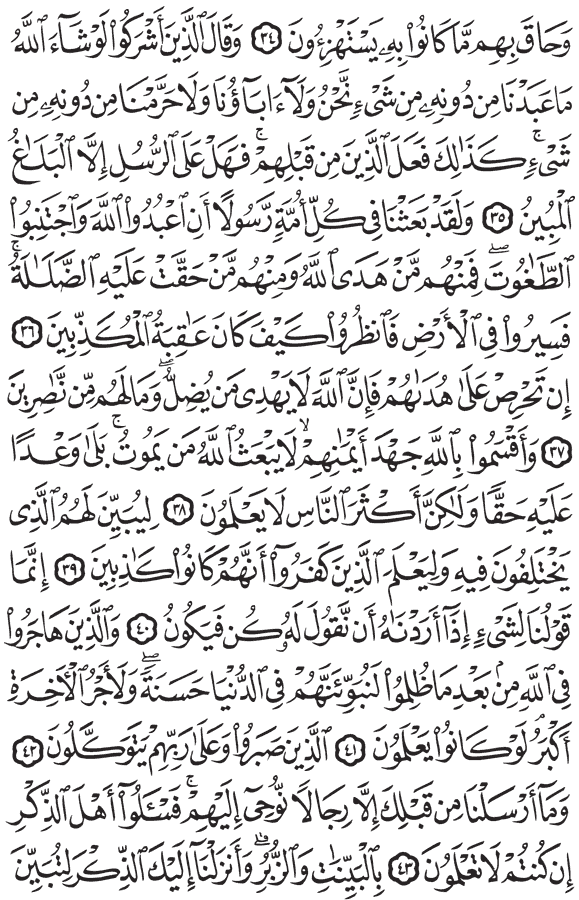 وَحَاقَ بِهِم مَّا كَانُوا۟ بِهِۦ يَسْتَهْزِءُونَ ٣٤ وَقَالَ ٱلَّذِينَ أَشْرَكُوا۟ لَوْ شَآءَ ٱللَّهُ
مَا عَبَدْنَا مِن دُونِهِۦ مِن شَىْءٍ نَّحْنُ وَلَآ ءَابَآؤُنَا وَلَا حَرَّمْنَا مِن دُونِهِۦ مِن
شَىْءٍ ۚ كَذَٰلِكَ فَعَلَ ٱلَّذِينَ مِن قَبْلِهِمْ ۚ فَهَلْ عَلَى ٱلرُّسُلِ إِلَّا ٱلْبَلَٰغُ
ٱلْمُبِينُ ٣٥ وَلَقَدْ بَعَثْنَا فِى كُلِّ أُمَّةٍ رَّسُولًا أَنِ ٱعْبُدُوا۟ ٱللَّهَ وَٱجْتَنِبُوا۟
ٱلطَّٰغُوتَ ۖ فَمِنْهُم مَّنْ هَدَى ٱللَّهُ وَمِنْهُم مَّنْ حَقَّتْ عَلَيْهِ ٱلضَّلَٰلَةُ ۚ
فَسِيرُوا۟ فِى ٱلْأَرْضِ فَٱنظُرُوا۟ كَيْفَ كَانَ عَٰقِبَةُ ٱلْمُكَذِّبِينَ ٣٦
إِن تَحْرِصْ عَلَىٰ هُدَىٰهُمْ فَإِنَّ ٱللَّهَ لَا يَهْدِى مَن يُضِلُّ ۖ وَمَا لَهُم مِّن نَّٰصِرِينَ
٣٧ وَأَقْسَمُوا۟ بِٱللَّهِ جَهْدَ أَيْمَٰنِهِمْ ۙ لَا يَبْعَثُ ٱللَّهُ مَن يَمُوتُ ۚ بَلَىٰ وَعْدًا
عَلَيْهِ حَقًّا وَلَٰكِنَّ أَكْثَرَ ٱلنَّاسِ لَا يَعْلَمُونَ ٣٨ لِيُبَيِّنَ لَهُمُ ٱلَّذِى
يَخْتَلِفُونَ فِيهِ وَلِيَعْلَمَ ٱلَّذِينَ كَفَرُوٓا۟ أَنَّهُمْ كَانُوا۟ كَٰذِبِينَ ٣٩ إِنَّمَا
قَوْلُنَا لِشَىْءٍ إِذَآ أَرَدْنَٰهُ أَن نَّقُولَ لَهُۥ كُن فَيَكُونُ ٤٠ وَٱلَّذِينَ هَاجَرُوا۟
فِى ٱللَّهِ مِنۢ بَعْدِ مَا ظُلِمُوا۟ لَنُبَوِّئَنَّهُمْ فِى ٱلدُّنْيَا حَسَنَةً ۖ وَلَأَجْرُ ٱلْءَاخِرَةِ
أَكْبَرُ ۚ لَوْ كَانُوا۟ يَعْلَمُونَ ٤١ ٱلَّذِينَ صَبَرُوا۟ وَعَلَىٰ رَبِّهِمْ يَتَوَكَّلُونَ ٤٢
وَمَآ أَرْسَلْنَا مِن قَبْلِكَ إِلَّا رِجَالًا نُّوحِىٓ إِلَيْهِمْ ۚ فَسْـَٔلُوٓا۟ أَهْلَ ٱلذِّكْرِ
إِن كُنتُمْ لَا تَعْلَمُونَ ٤٣ بِٱلْبَيِّنَٰتِ وَٱلزُّبُرِ ۗ وَأَنزَلْنَآ إِلَيْكَ ٱلذِّكْرَ لِتُبَيِّنَ